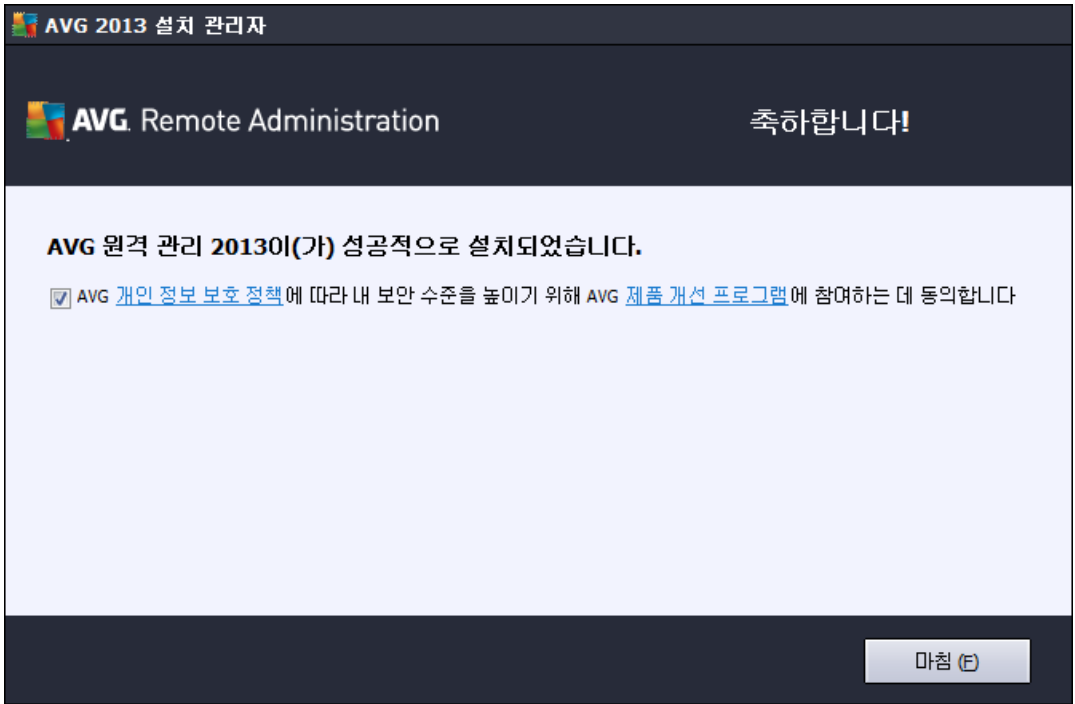 AVG 2013 설치 관리자
AVG. Remote Administration
축하합니다!
AVG 원격 관리 2013이(가) 성공적으로 설치되었습니다.
AVG 개인 정보 보호 정책에 따라 내 보안 수준을 높이기 위해 AVG 제품 개선 프로그램에 참여하는 데 동의합니다
마침 (F)